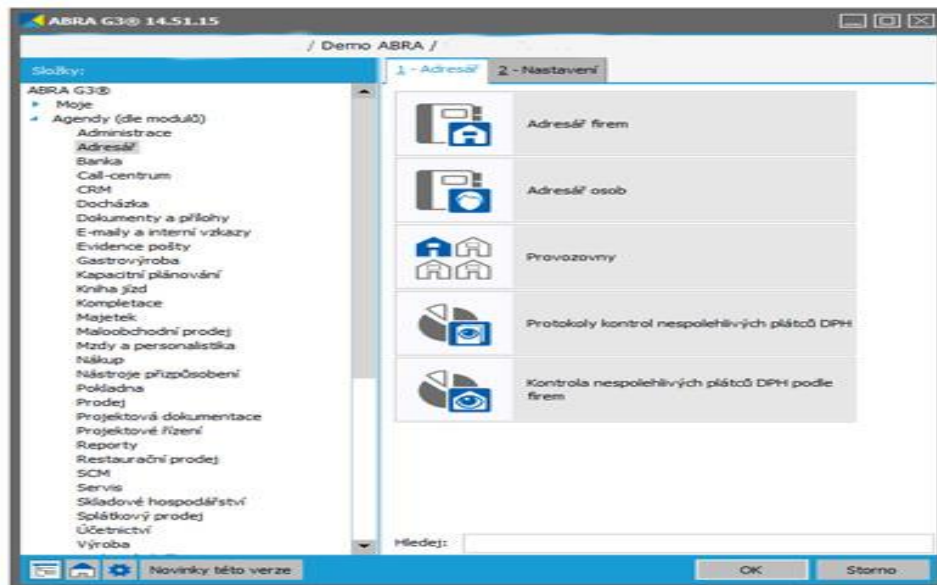 ABRA G3® 14.51.15
/ Demo ABRA /
Složky:
1 - Adresář 2 - Nastavení
ABRA G3®
Moje
Agendy (dle modulů)
Administrace
Adresář
Banka
Call-centrum
CRM
Docházka
Dokumenty a přílohy
E-maily a interní vzkazy
Evidence pošty
Gastrovýroba
Kapacitní plánování
Kniha jízd
Kompletace
Majetek
Maloobchodní prodej
Mzdy a personalistika
Nákup
Nástroje přizpůsobení
Pokladna
Prodej
Projektová dokumentace
Projektové řízení
Reporty
Restaurační prodej
SCM
Servis
Skladové hospodářství
Splátkový prodej
Účetnictví
Výroba
Adresář firem
Adresář osob
Provozovny
Protokoly kontrol nespolehlivých plátců DPH
Kontrola nespolehlivých plátců DPH podle
firem
Hledej:
Novinky této verze
OK
Storno